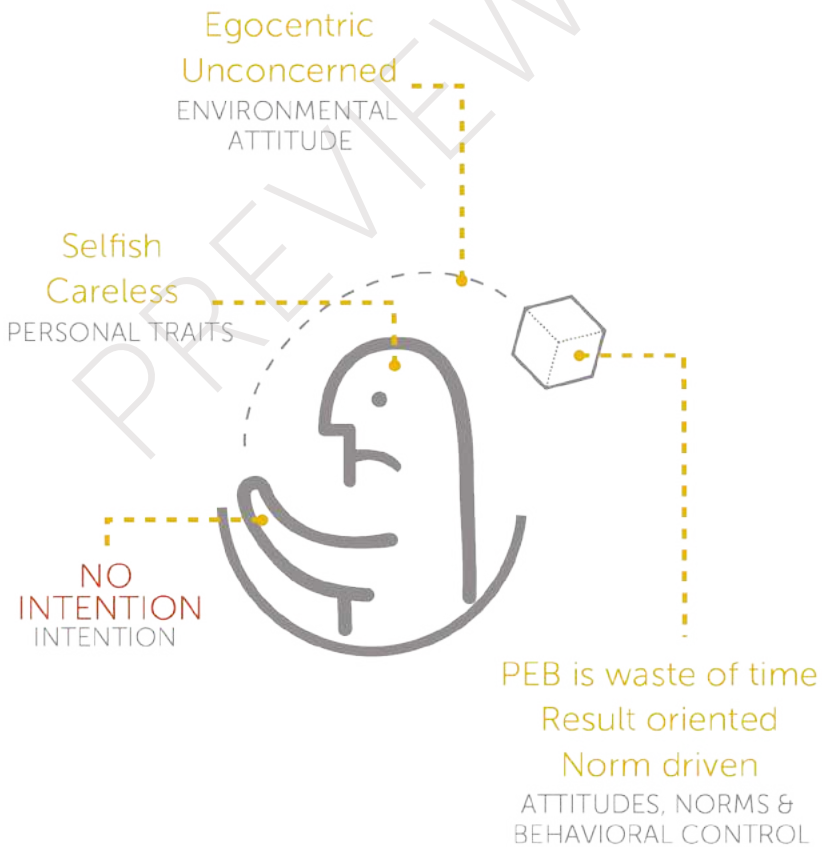 Egocentric
Unconcerned
ENVIRONMENTAL
ATTITUDE
Selfish
Careless
PERSONAL TRAITS
NO
INTENTION
INTENTION
PEB is waste of time
Result oriented
Norm driven
ATTITUDES, NORMS &
BEHAVIORAL CONTROL
PREVIEW